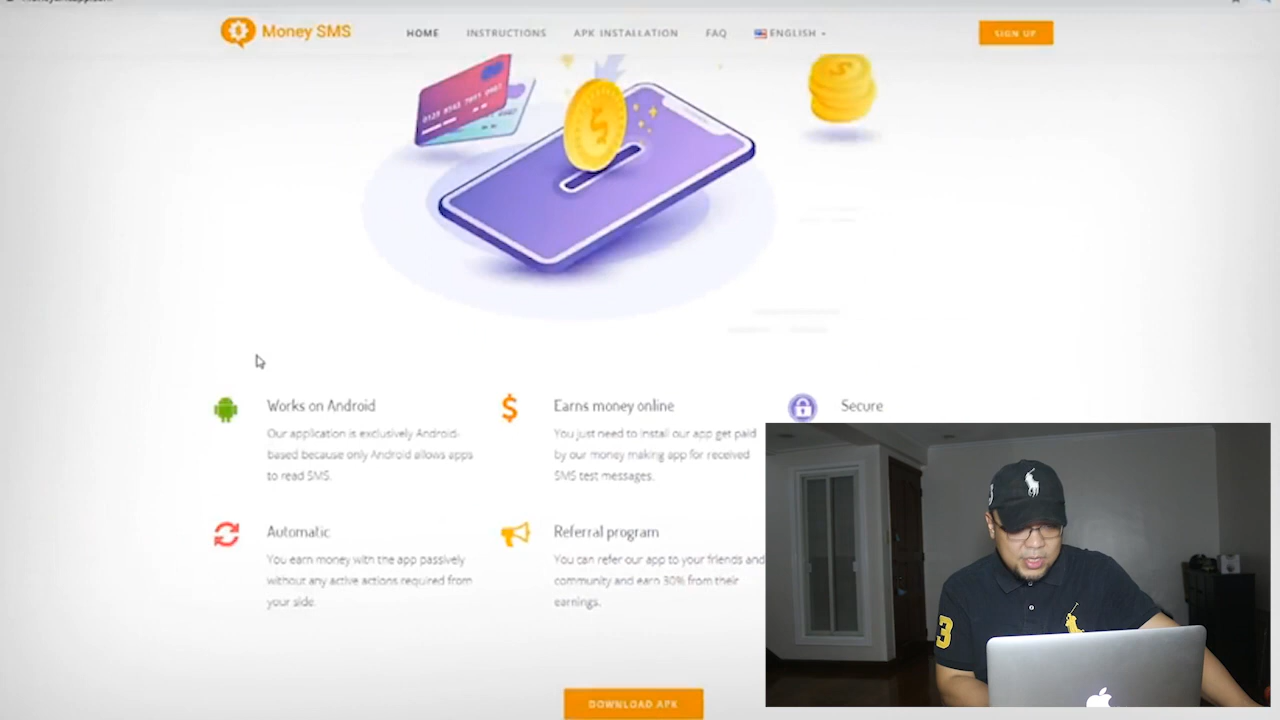 Money SMS
HOME
INSTRUCTIONS
APK INSTALLATION
FAQ
ENGLISH
SIGN UP
Works on Android
Our application is exclusively Android-
based because only Android allows apps
to read SMS.
Earns money online
You just need to install our app get paid
by our money making app for received
SMS test messages.
Secure
Automatic
You earn money with the app passively
without any active actions required from
your side.
Referral program
You can refer our app to your friends and
community and earn 30% from their
earnings.
DOWNLOAD APK
3